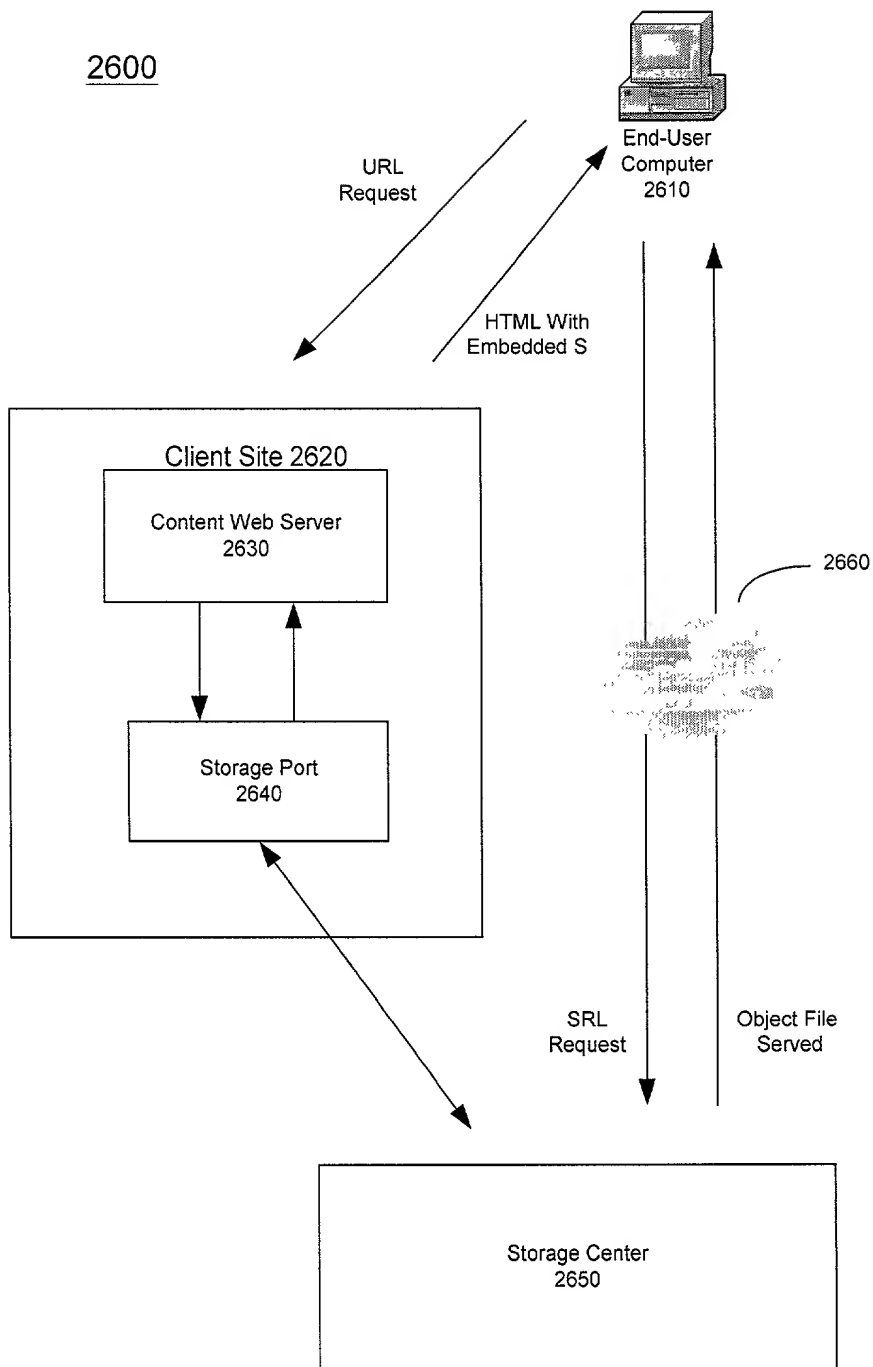 2600
End-User
Computer
2610
URL
Request
HTML With
Embedded S
Client Site 2620
Content Web Server
2630
2660
Storage Port
2640
SRL
Request
Object File
Served
Storage Center
2650